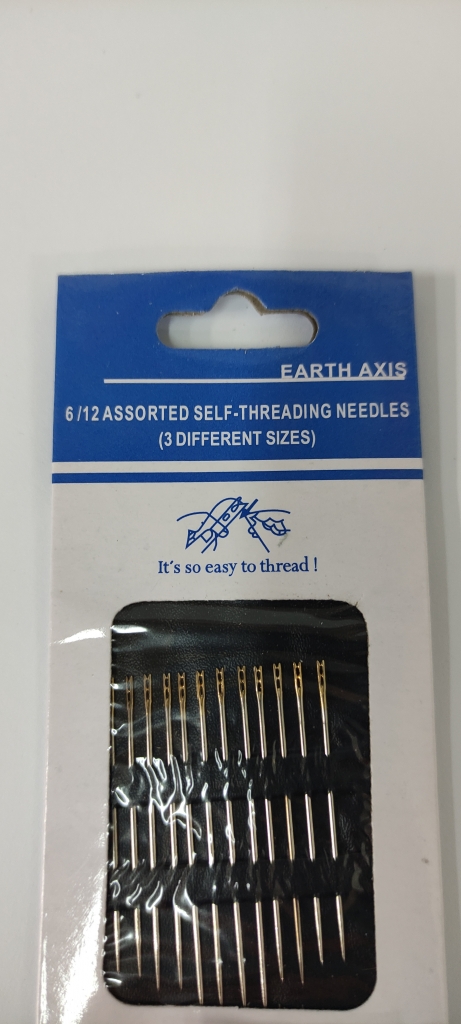 EARTH AXIS
6/12 ASSORTED SELF-THREADING NEEDLES
(3 DIFFERENT SIZES)
It's so easy to thread !